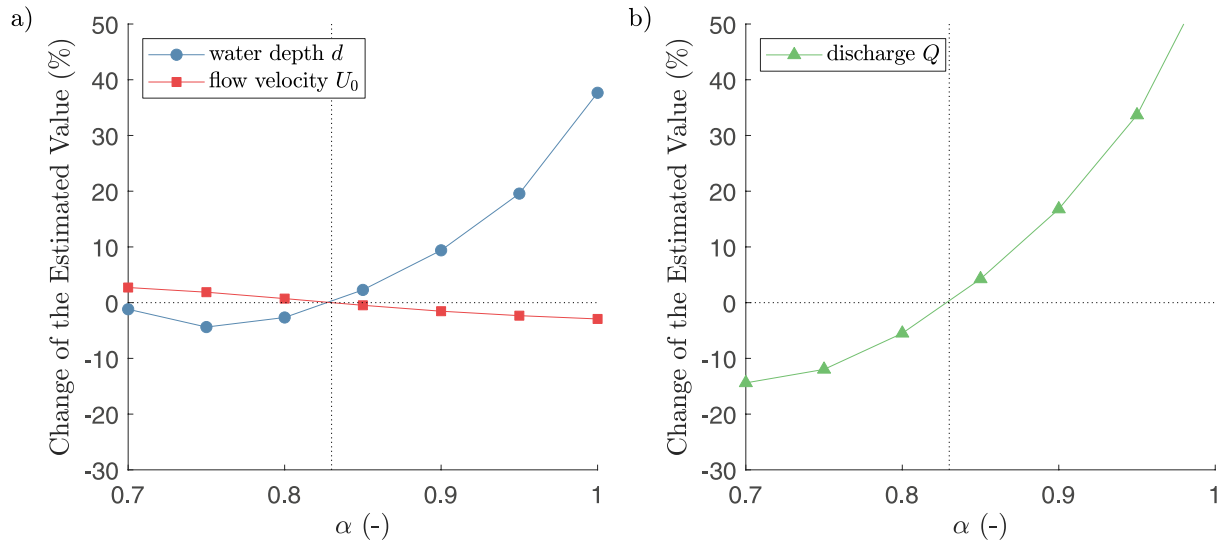 a)
Change of the Estimated Value (%)
50
40
30
20
10
0
-10
-20
-30
water depth d
flow velocity U₀
0.7
0.8
0.9
1
α (-)
b)
Change of the Estimated Value (%)
50
40
30
20
10
0
-10
-20
-30
discharge Q
0.7
0.8
0.9
1
α (-)